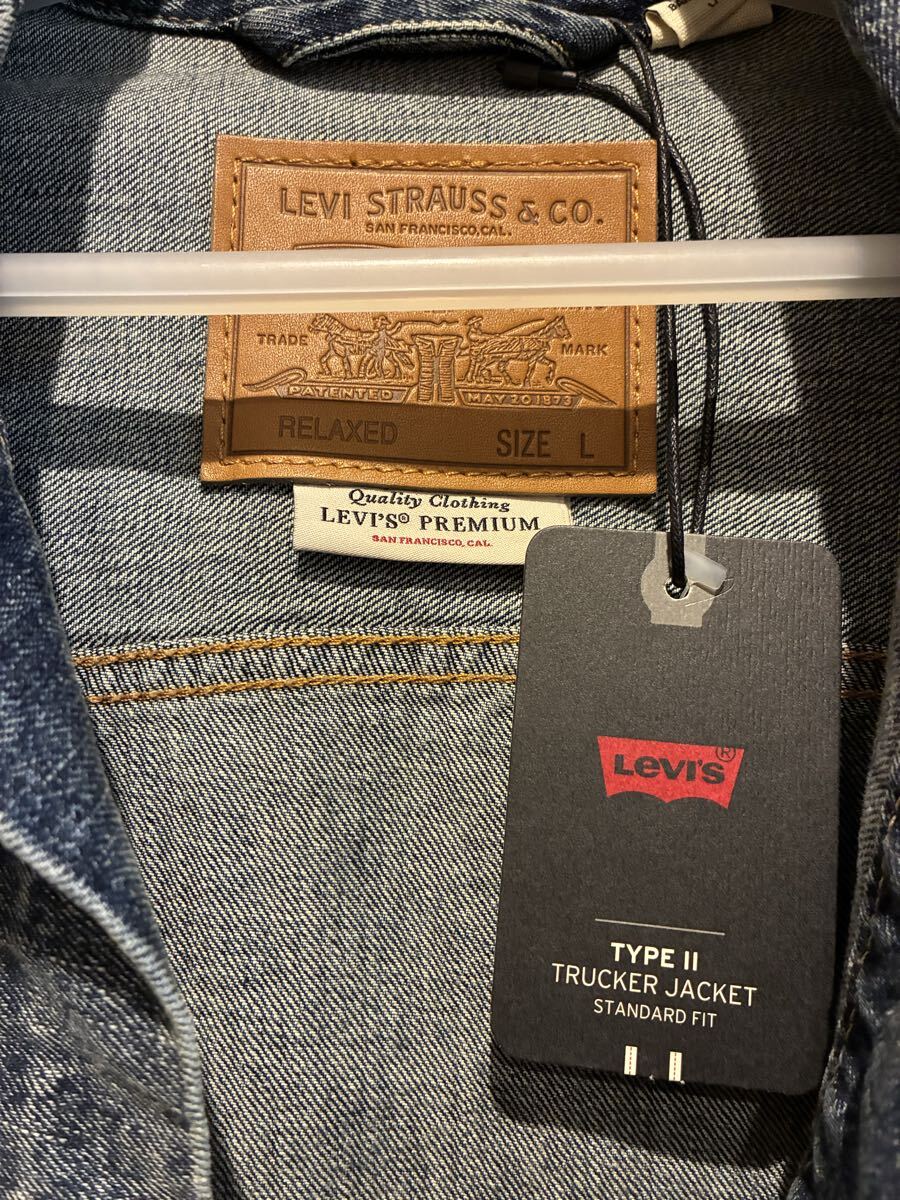 LEVI STRAUSS & CO.
SAN FRANCISCO, CAL.
TRADE MARK
PATENTED MAY 20 1873
RELAXED SIZE L
Quality Clothing
LEVI'S® PREMIUM
SAN FRANCISCO, CAL.
LEVI'S®
TYPE II
TRUCKER JACKET
STANDARD FIT